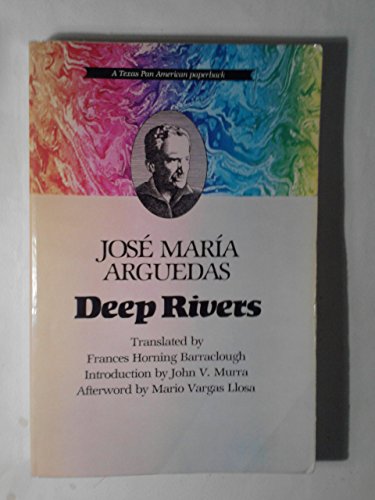 A Texas Pan American paperback
JOSÉ MARÍA
ARGUEDAS
Deep Rivers
Translated by
Frances Horning Barraclough
Introduction by John V. Murra
Afterword by Mario Vargas Llosa